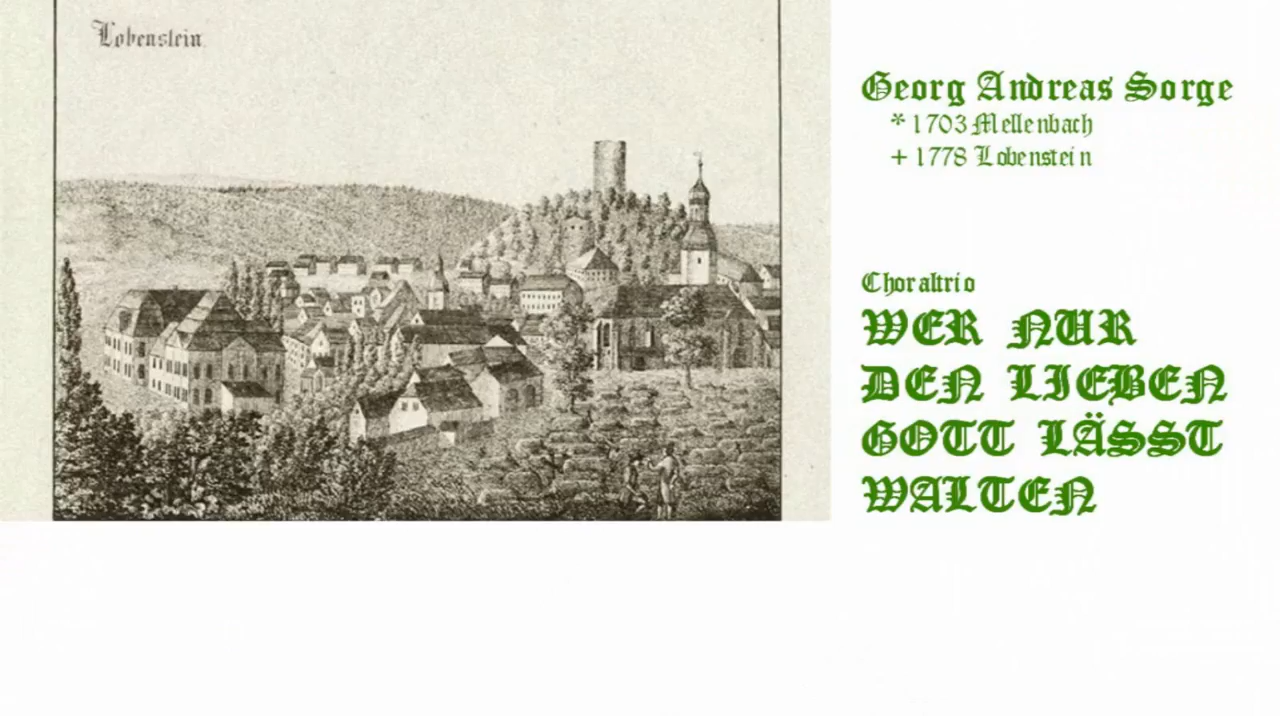 Lobenstein
Georg Andreas Sorge
* 1703 Mellenbach
+ 1778 Lobenstein
Choraltrio
WER NUR
DEN LIEBEN
GOTT LÄSST
WALTEN